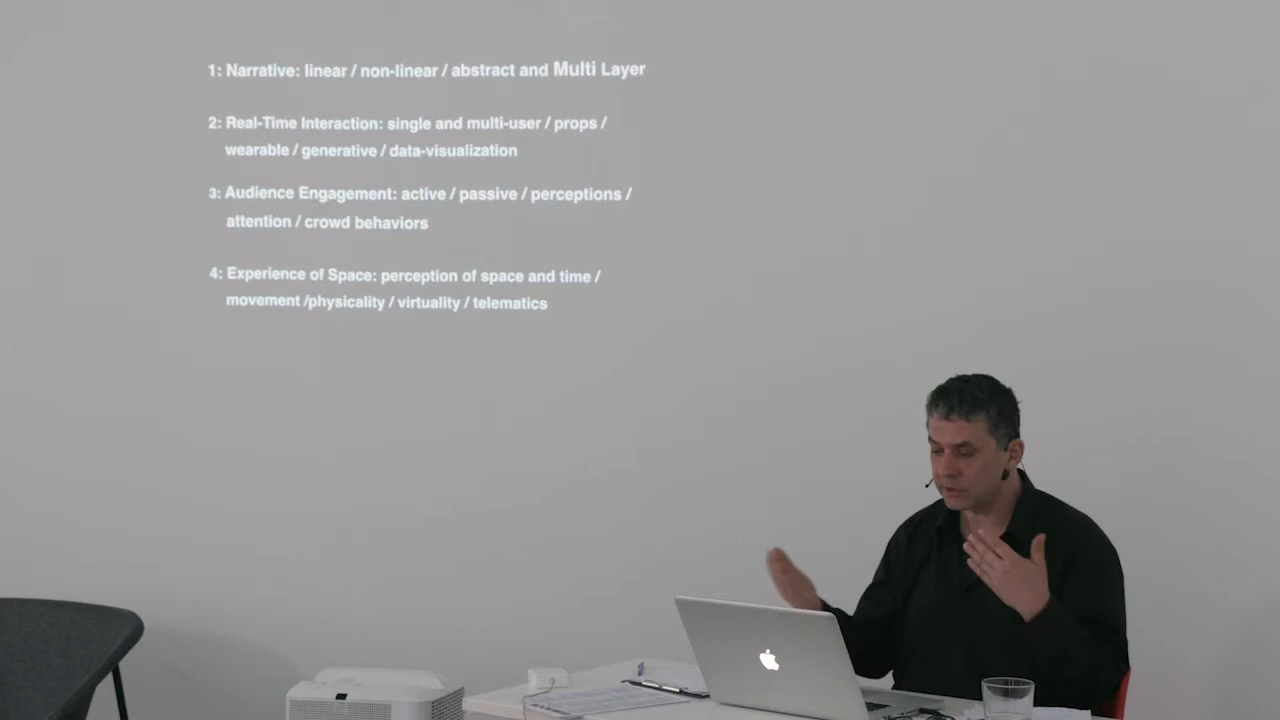 1: Narrative: linear / non-linear / abstract and Multi Layer
2: Real-Time Interaction: single and multi-user / props /
wearable / generative / data-visualization
3: Audience Engagement: active / passive / perceptions /
attention / crowd behaviors
4: Experience of Space: perception of space and time /
movement /physicality / virtuality / telematics